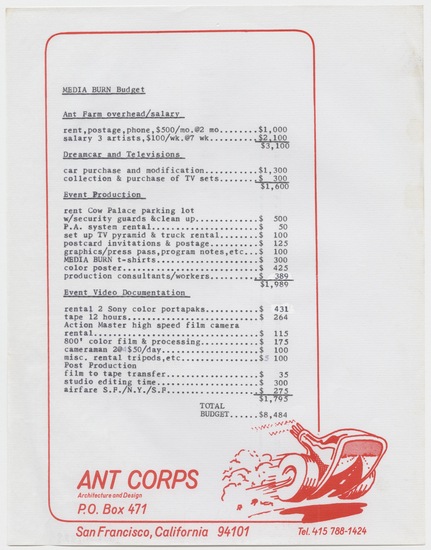 MEDIA BURN Budget
Ant Farm overhead/salary
rent,postage,phone,$500/mo.@2 mo.......$1,000
salary 3 artists,$100/wk.@7 wk.........$2,100
$3,100
Dreamcar and Televisions
car purchase and modification..........$1,300
collection & purchase of TV sets.......$ 300
$1,600
Event Production
rent Cow Palace parking lot
w/security guards &clean up............$ 500
P.A. system rental.....................$ 50
set up TV pyramid & truck rental.......$ 100
postcard invitations & postage.........$ 125
graphics/press pass,program notes,etc...$ 100
MEDIA BURN t-shirts....................$ 300
color poster...........................$ 425
production consultants/workers.........$ 389
$1,989
Event Video Documentation
rental 2 Sony color portapaks..........$ 431
tape 12 hours..........................$ 264
Action Master high speed film camera
rental.................................$ 115
800' color film & processing...........$ 175
cameraman 2@$50/day....................$ 100
misc. rental tripods,etc...............$ 100
Post Production
film to tape transfer..................$ 35
studio editing time....................$ 300
airfare S.F./N.Y./S.F..................$ 275
$1,795
TOTAL
BUDGET......$8,484
ANT CORPS
Architecture and Design
P.O. Box 471
San Francisco, California 94101
Tel. 415 788-1424